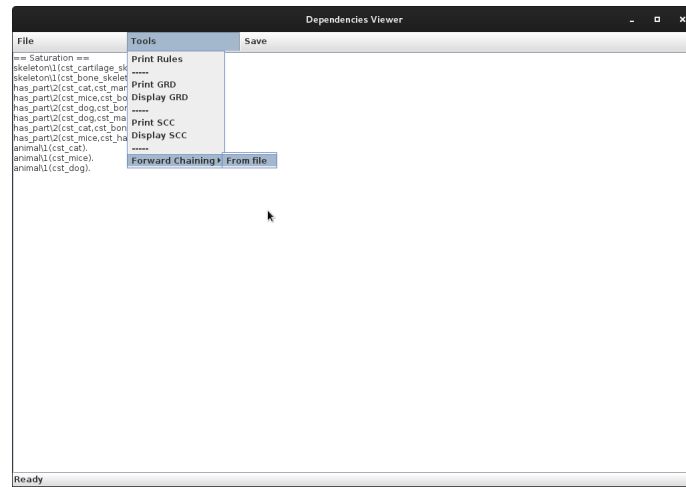 Dependencies Viewer
File Tools Save
== Saturation ==
skeleton\1(cst_cartilage_sk
skeleton\1(cst_bone_skelet
has_part\2(cst_cat,cst_mar
has_part\2(cst_mice,cst_bo
has_part\2(cst_dog,cst_bor
has_part\2(cst_dog,cst_ma
has_part\2(cst_cat,cst_bon
has_part\2(cst_mice,cst_ha
animal\1(cst_cat).
animal\1(cst_mice).
animal\1(cst_dog).
Print Rules
-----
Print GRD
Display GRD
-----
Print SCC
Display SCC
-----
Forward Chaining From file
Ready